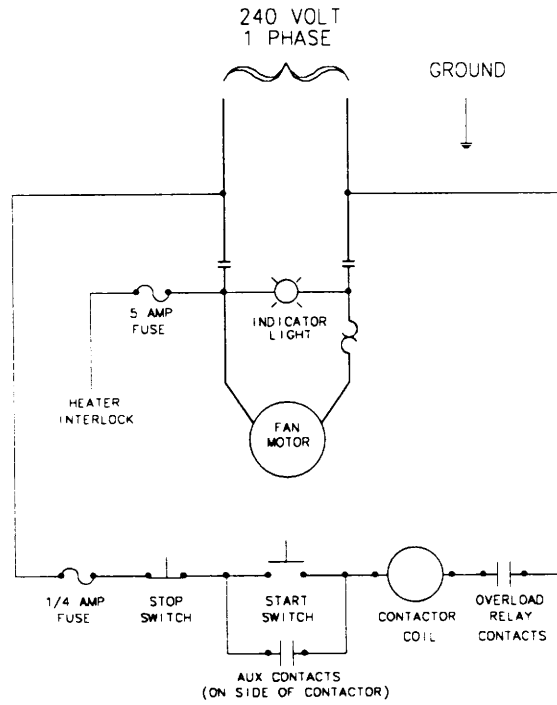 240 VOLT
1 PHASE
GROUND
5 AMP
FUSE
INDICATOR
LIGHT
HEATER
INTERLOCK
FAN
MOTOR
1/4 AMP
FUSE
STOP
SWITCH
START
SWITCH
CONTACTOR
COIL
OVERLOAD
RELAY
CONTACTS
AUX CONTACTS
(ON SIDE OF CONTACTOR)